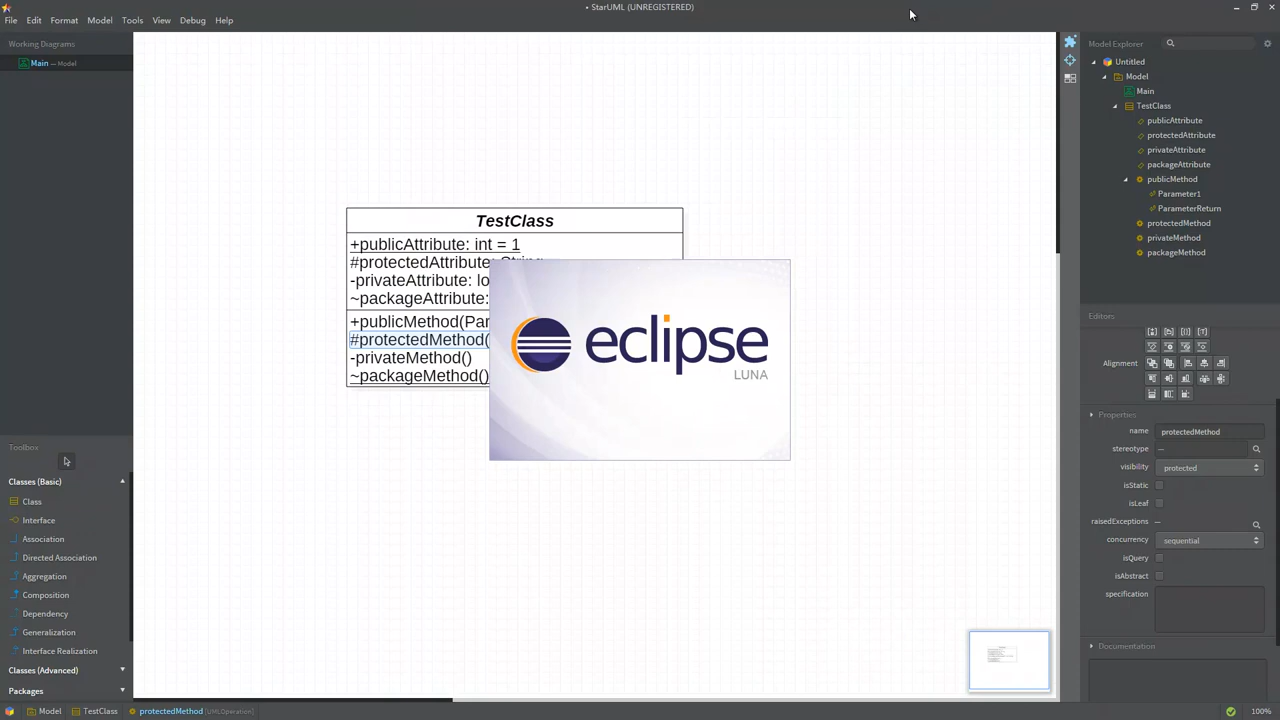 • StarUML (UNREGISTERED)
File Edit Format Model Tools View Debug Help
Working Diagrams
Main — Model
TestClass
+publicAttribute: int = 1
#protectedAttribute: String
-privateAttribute: lo
~packageAttribute:
+publicMethod(Par
#protectedMethod(
-privateMethod()
~packageMethod()
eclipse
LUNA
Toolbox
Classes (Basic)
Class
Interface
Association
Directed Association
Aggregation
Composition
Dependency
Generalization
Interface Realization
Classes (Advanced)
Packages
Model Explorer
Untitled
Model
Main
TestClass
publicAttribute
protectedAttribute
privateAttribute
packageAttribute
publicMethod
Parameter1
ParameterReturn
protectedMethod
privateMethod
packageMethod
Editors
Alignment
Properties
name protectedMethod
stereotype —
visibility protected
isStatic
isLeaf
raisedExceptions —
concurrency sequential
isQuery
isAbstract
specification
Documentation
Model TestClass protectedMethod [UMLOperation] 100%